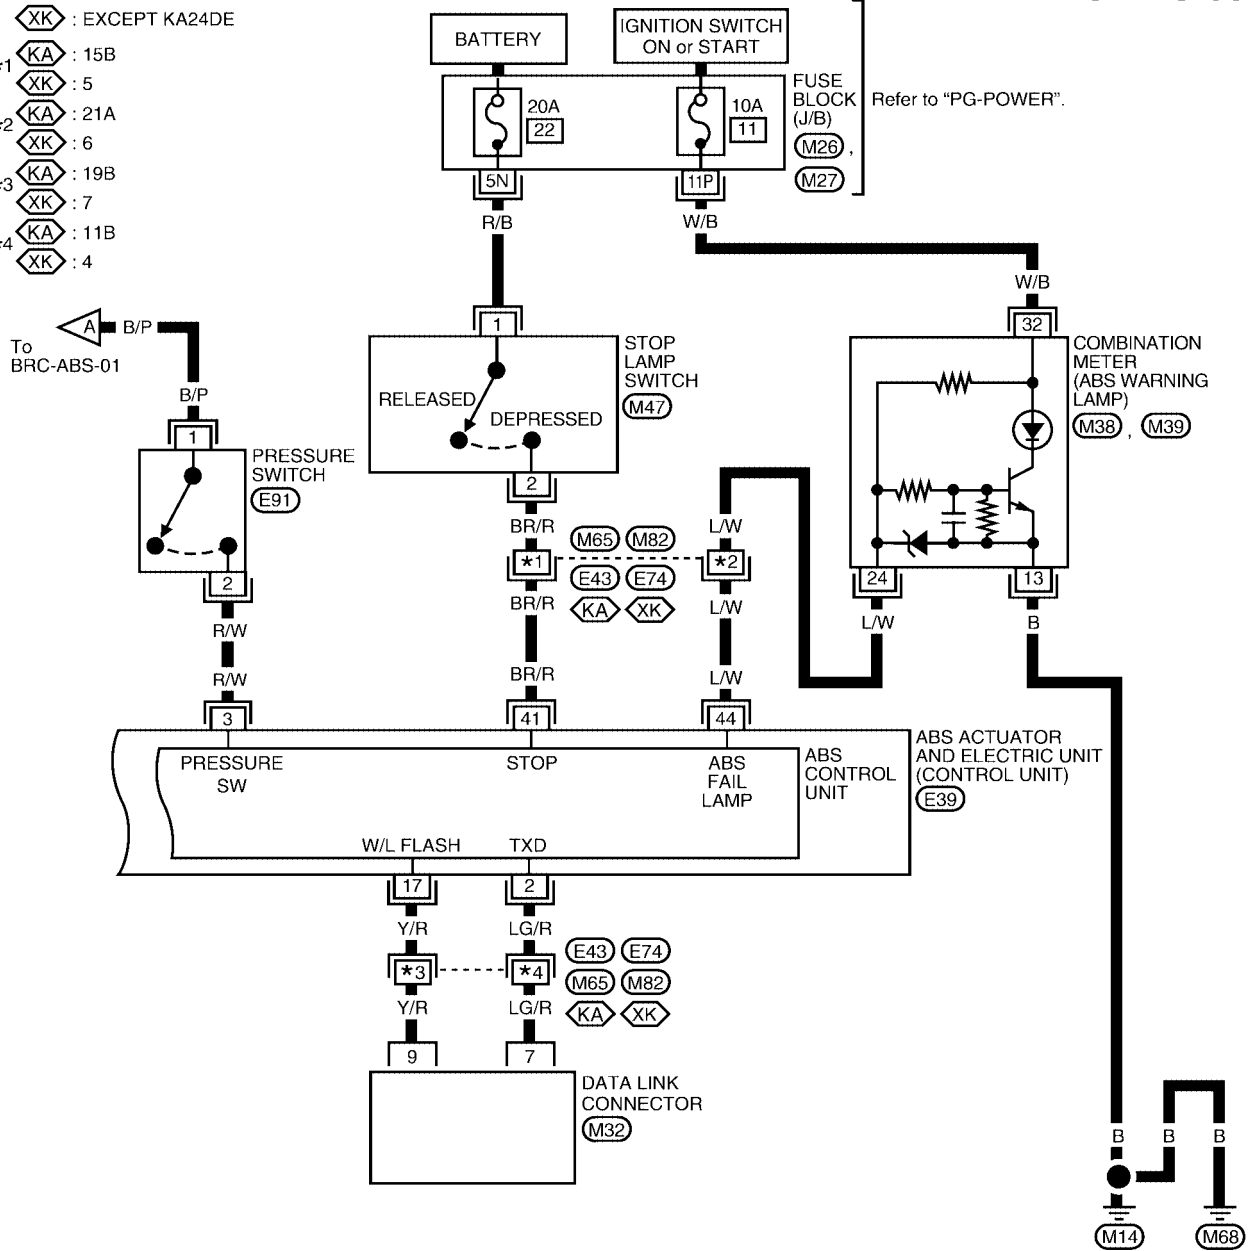 XK : EXCEPT KA24DE
*1 KA : 15B
XK : 5
*2 KA : 21A
XK : 6
*3 KA : 19B
XK : 7
*4 KA : 11B
XK : 4
BATTERY
IGNITION SWITCH
ON or START
20A
22
10A
11
FUSE
BLOCK
(J/B)
M26 ,
M27
Refer to “PG-POWER”.
5N
11P
R/B
W/B
W/B
A
B/P
To
BRC-ABS-01
B/P
1
PRESSURE
SWITCH
E91
2
R/W
R/W
3
1
RELEASED
DEPRESSED
STOP
LAMP
SWITCH
M47
2
BR/R
*1
BR/R
BR/R
41
M65 M82
E43 E74
KA XK
L/W
*2
L/W
L/W
44
32
COMBINATION
METER
(ABS WARNING
LAMP)
M38 , M39
24
13
L/W
B
PRESSURE
SW
STOP
ABS
FAIL
LAMP
ABS
CONTROL
UNIT
ABS ACTUATOR
AND ELECTRIC UNIT
(CONTROL UNIT)
E39
W/L FLASH
TXD
17
2
Y/R
LG/R
*3
*4
E43 E74
M65 M82
KA XK
Y/R
LG/R
9
7
DATA LINK
CONNECTOR
M32
B
B
B
M14
M68